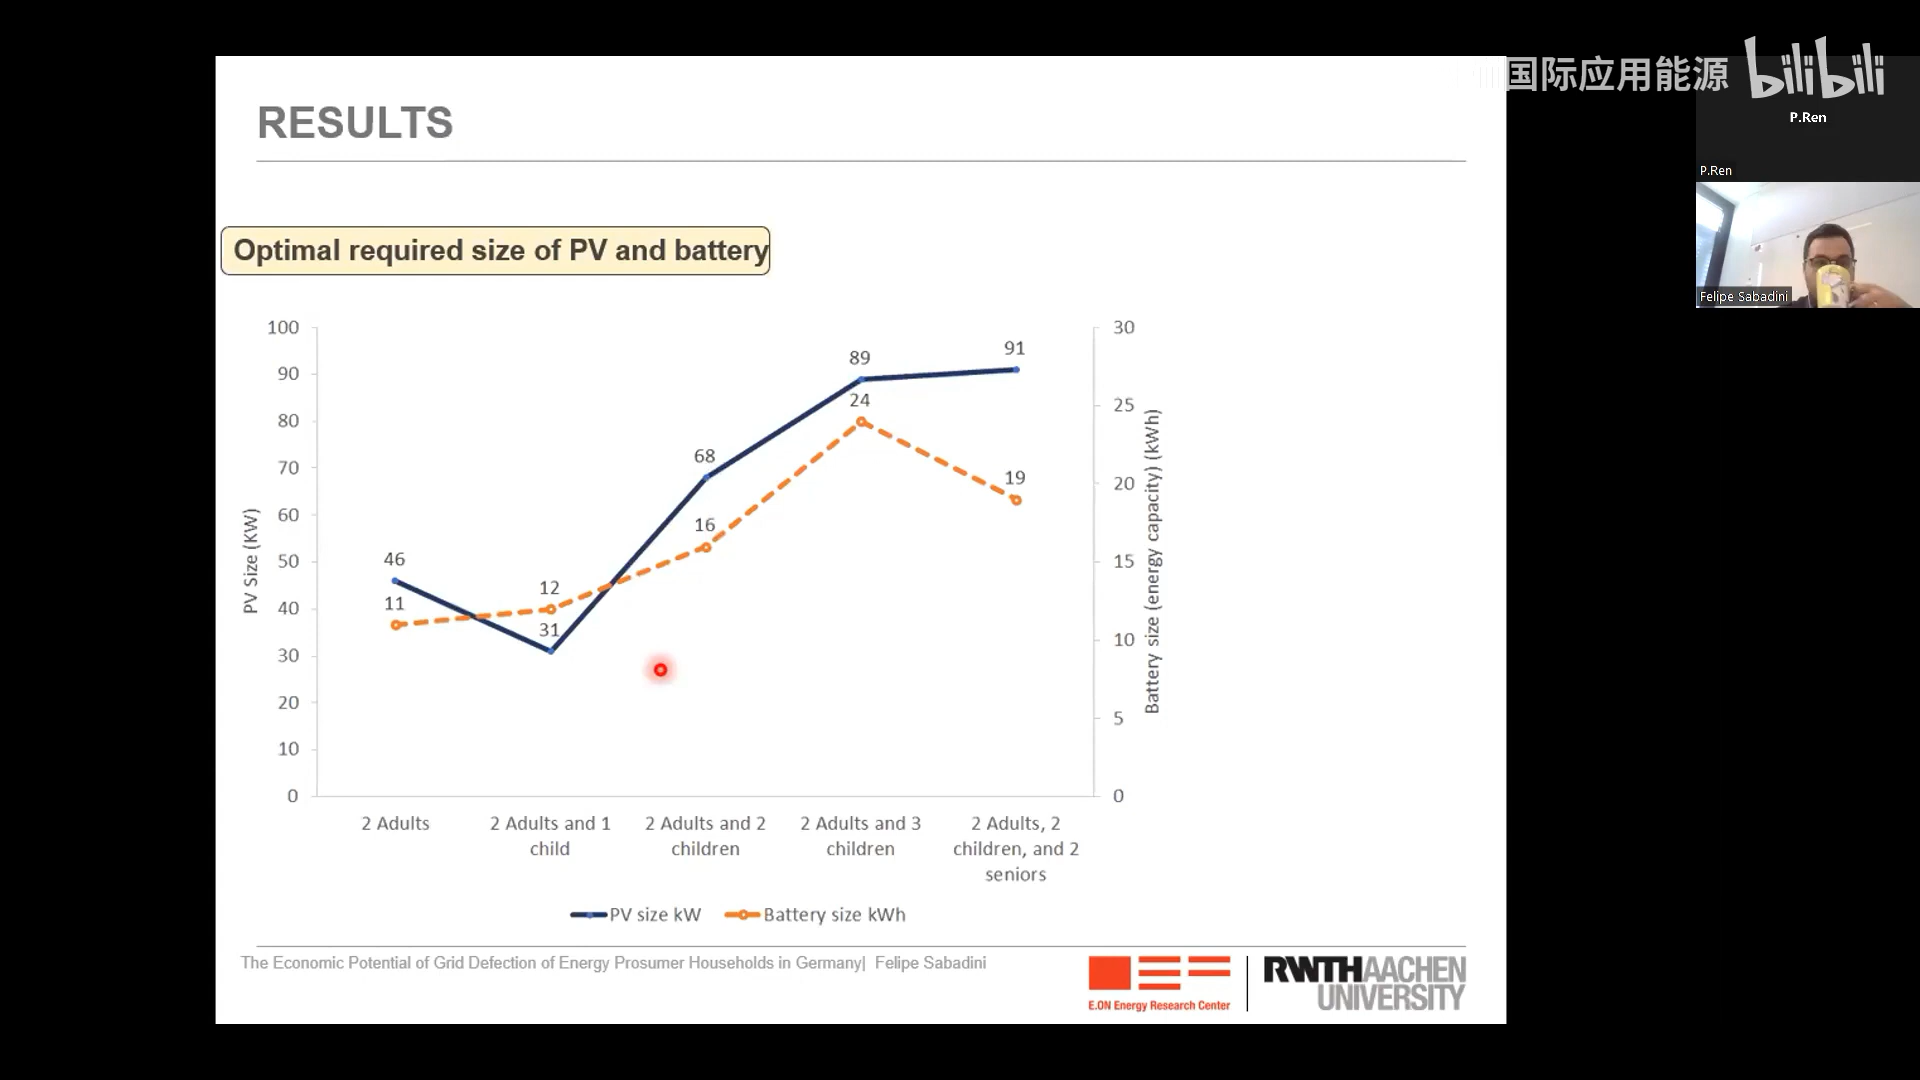 国际应用能源 bilibili
P.Ren
P.Ren
Felipe Sabadini
RESULTS
Optimal required size of PV and battery
100
90
80
70
60
50
40
30
20
10
0
PV Size (KW)
30
25
20
15
10
5
0
Battery size (energy capacity) (kWh)
46
31
68
89
91
11
12
16
24
19
2 Adults
2 Adults and 1
child
2 Adults and 2
children
2 Adults and 3
children
2 Adults, 2
children, and 2
seniors
PV size kW
Battery size kWh
The Economic Potential of Grid Defection of Energy Prosumer Households in Germany| Felipe Sabadini
E.ON Energy Research Center
RWTHAACHEN
UNIVERSITY